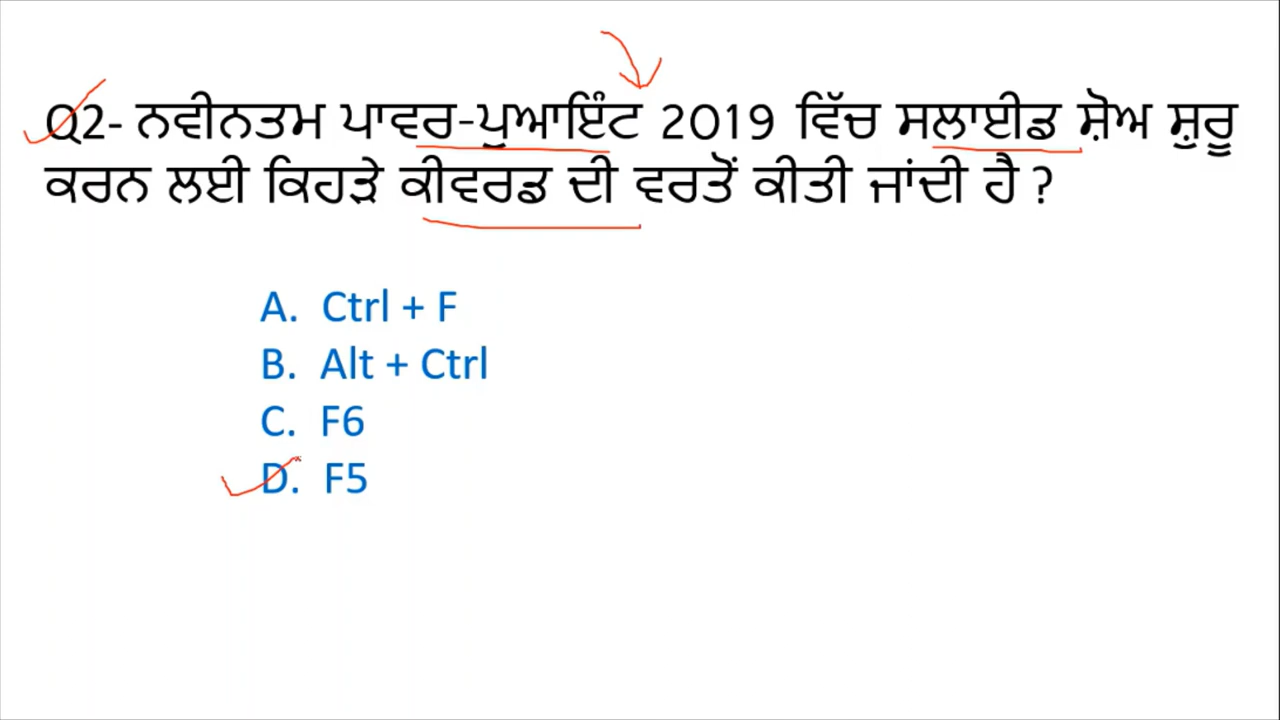 Q2- ਨਵੀਨਤਮ ਪਾਵਰ-ਪੁਆਇੰਟ 2019 ਵਿੱਚ ਸਲਾਈਡ ਸ਼ੋਅ ਸ਼ੁਰੂ
ਕਰਨ ਲਈ ਕਿਹੜੇ ਕੀਵਰਡ ਦੀ ਵਰਤੋਂ ਕੀਤੀ ਜਾਂਦੀ ਹੈ ?
A. Ctrl + F
B. Alt + Ctrl
C. F6
D. F5